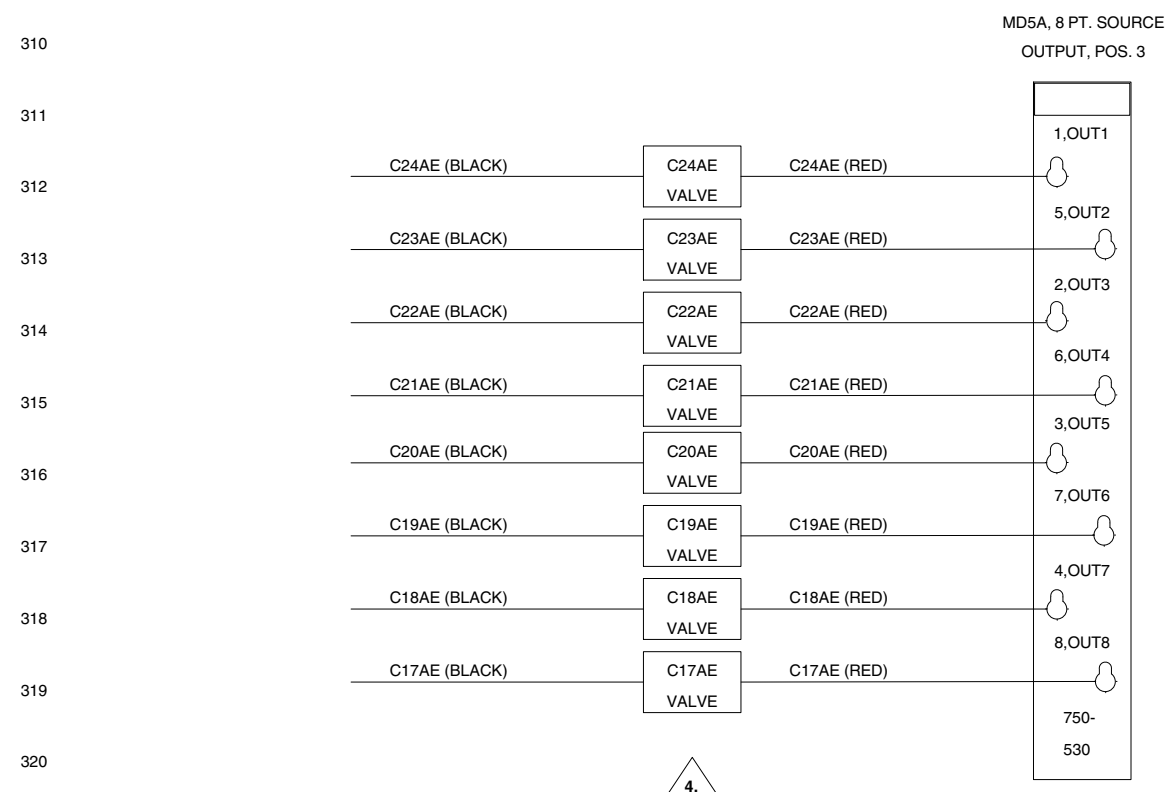 MD5A, 8 PT. SOURCE
310
OUTPUT, POS. 3
311
1,OUT1
C24AE (BLACK)
C24AE
VALVE
C24AE (RED)
312
5,OUT2
C23AE (BLACK)
C23AE
VALVE
C23AE (RED)
313
2,OUT3
C22AE (BLACK)
C22AE
VALVE
C22AE (RED)
314
6,OUT4
C21AE (BLACK)
C21AE
VALVE
C21AE (RED)
315
3,OUT5
C20AE (BLACK)
C20AE
VALVE
C20AE (RED)
316
7,OUT6
C19AE (BLACK)
C19AE
VALVE
C19AE (RED)
317
4,OUT7
C18AE (BLACK)
C18AE
VALVE
C18AE (RED)
318
8,OUT8
C17AE (BLACK)
C17AE
VALVE
C17AE (RED)
319
750-
530
320
4.